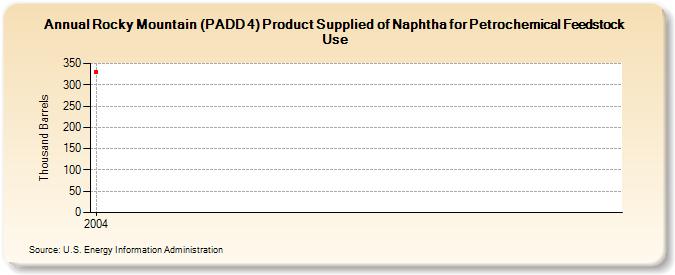 Annual Rocky Mountain (PADD 4) Product Supplied of Naphtha for Petrochemical Feedstock
Use
Thousand Barrels
350
300
250
200
150
100
50
0
2004
Source: U.S. Energy Information Administration